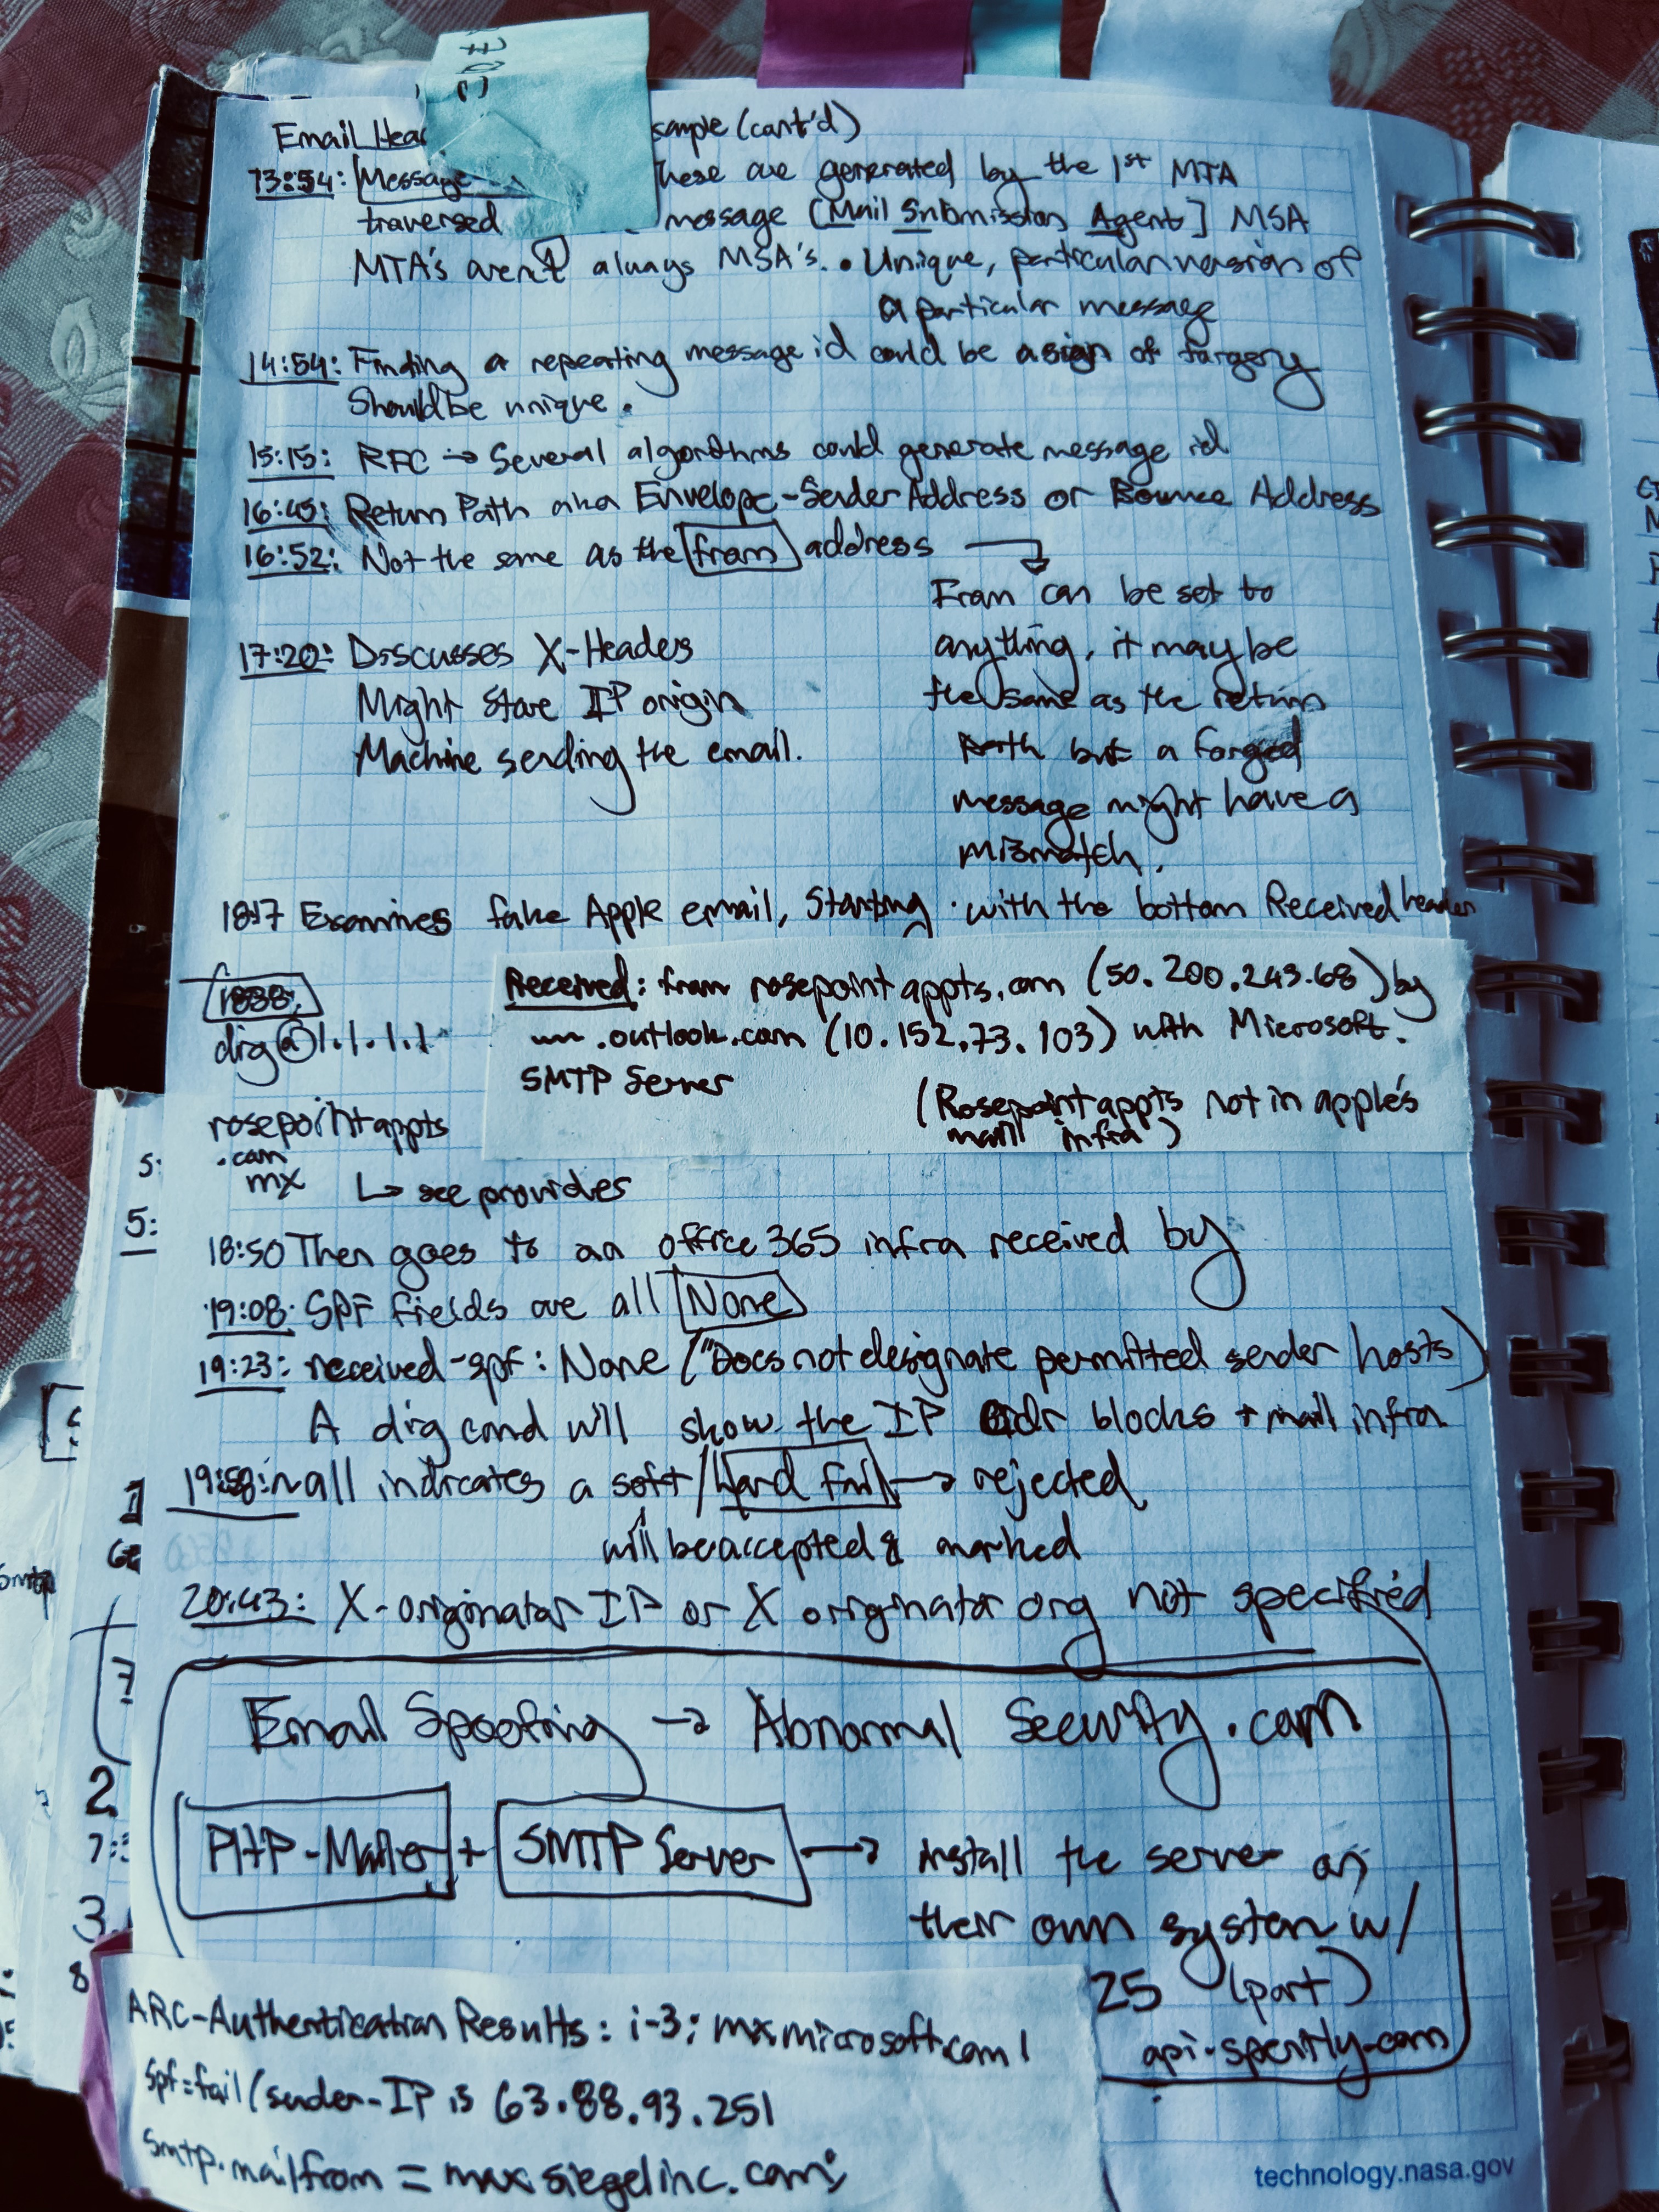 Email Hea sample (cont'd)
13:54: Message hese are generated by the 1st MTA
traversed message [Mail Submission Agent] MSA
MTA's aren't always MSA's. • Unique, particular version of
a particular message
14:54: Finding a repeating message id could be a sign of forgery
Should be unique.
15:15: RFC → Several algorithms could generate message id
16:45: Return Path aka Envelope-Sender Address or Bounce Address
16:52: Not the same as the from address →
From can be set to
anything, it may be
the same as the return
path but a forged
message might have a
mismatch.
17:20: Discusses X-Headers
Might store IP origin
Machine sending the email.
18:17 Examines fake Apple email, Starting with the bottom Received header
Received: from rosepointappts.com (50.200.243.68) by
.outlook.com (10.152.73.103) with Microsoft
SMTP Server
(Rosepointappts not in apple's
mail infra)
1838:
dig @1.1.1.1
rosepointappts
.com
mx ↳ see provides
18:50 Then goes to an office 365 infra received by
19:08: SPF fields are all None
19:23: received-spf: None ("Does not designate permitted sender hosts)
A dig cmd will show the IP addr blocks + mail infra
19:58: ~all indicates a soft/Hard fail → rejected
will be accepted & marked
20:43: X-originator IP or X originator org not specified
Email Spoofing → Abnormal Security.com
PHP-Mailer + SMTP Server → install the server on
their own system w/
25 (port)
api-spently-com
ARC-Authentication Results: i-3; mx microsoft.com 1
Spf=fail (sender-IP is 63.88.93.251
smtp.mailfrom = maxsiegelinc.com;
technology.nasa.gov
5:
5:
1
7
2
7:
3.
8
smtp